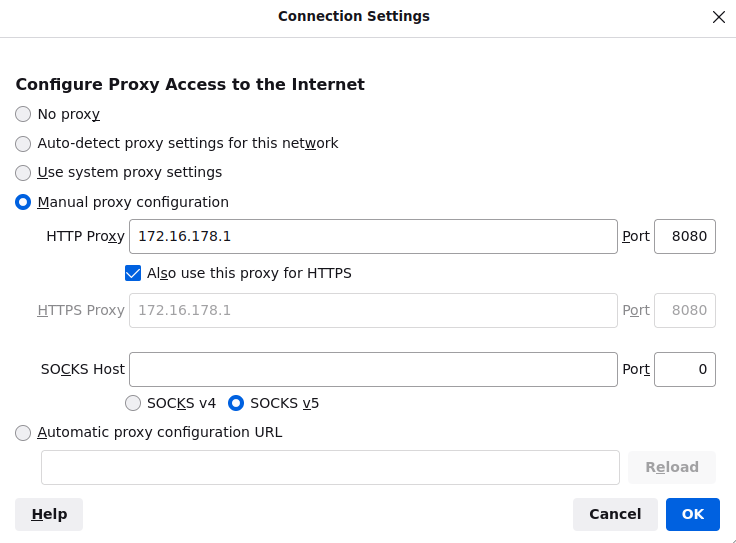 Connection Settings
Configure Proxy Access to the Internet
No proxy
Auto-detect proxy settings for this network
Use system proxy settings
Manual proxy configuration
HTTP Proxy 172.16.178.1 Port 8080
Also use this proxy for HTTPS
HTTPS Proxy 172.16.178.1 Port 8080
SOCKS Host Port 0
SOCKS v4 SOCKS v5
Automatic proxy configuration URL
Reload
Help Cancel OK